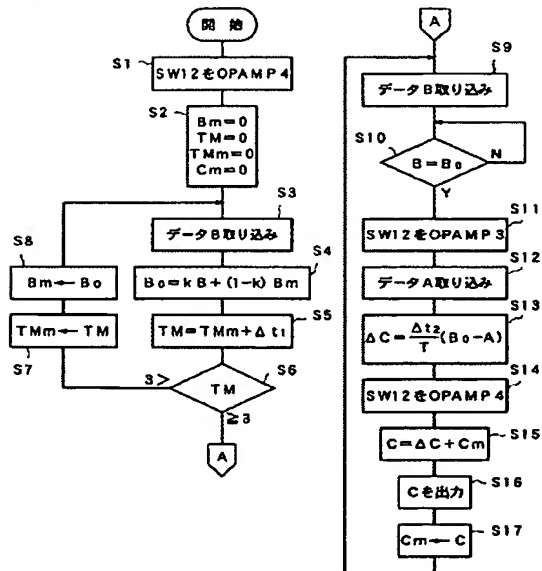 開始
S1
SW12をOPAMP4
S2
Bm=0
TM=0
TMm=0
Cm=0
S3
データB取り込み
S4
B₀=kB+(1-k)Bm
S5
TM=TMm+Δt₁
S6
TM
3>
≧3
S7
TMm←TM
S8
Bm←B₀
A
A
S9
データB取り込み
S10
B=B₀
N
Y
S11
SW12をOPAMP3
S12
データA取り込み
S13
ΔC=Δt₂/T(B₀-A)
S14
SW12をOPAMP4
S15
C=ΔC+Cm
S16
Cを出力
S17
Cm←C